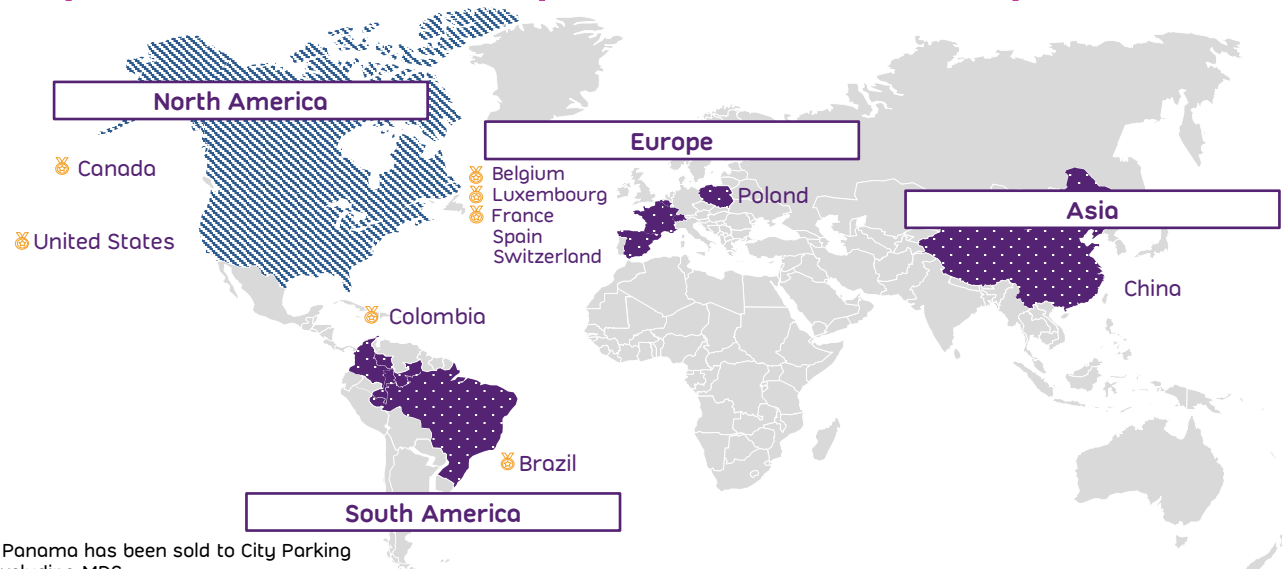 North America
Canada
United States
Europe
Belgium
Luxembourg
France
Spain
Switzerland
Poland
Asia
China
Colombia
Brazil
South America
Panama has been sold to City Parking